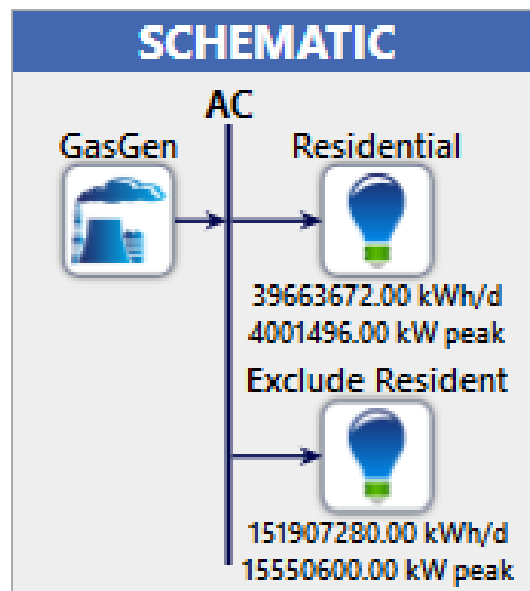 SCHEMATIC
AC
GasGen
Residential
39663672.00 kWh/d
4001496.00 kW peak
Exclude Resident
151907280.00 kWh/d
15550600.00 kW peak